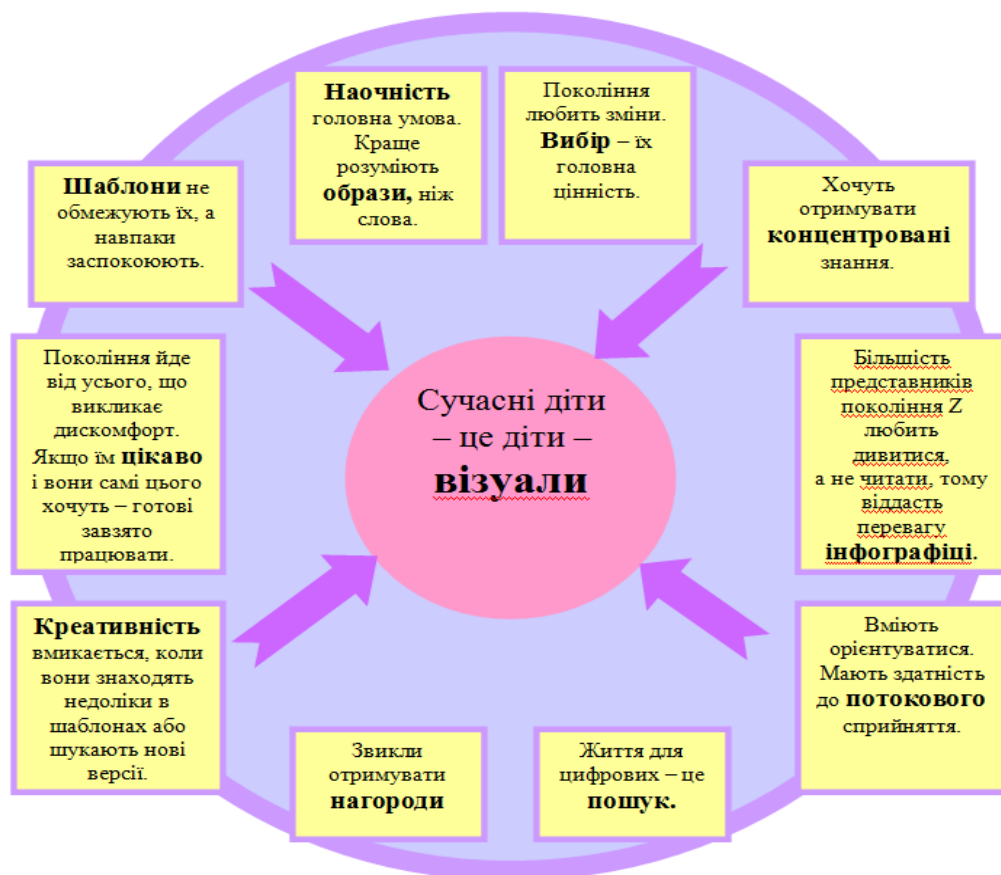 Наочність
головна умова.
Краще
розуміють
образи, ніж
слова.
Покоління
любить зміни.
Вибір – їх
головна
цінність.
Шаблони не
обмежують їх, а
навпаки
заспокоюють.
Хочуть
отримувати
концентровані
знання.
Покоління йде
від усього, що
викликає
дискомфорт.
Якщо їм цікаво
і вони самі цього
хочуть – готові
завзято
працювати.
Сучасні діти
– це діти –
візуали
Більшість
представників
покоління Z
любить
дивитися,
а не читати, тому
віддасть
перевагу
інфографіці.
Креативність
вмикається, коли
вони знаходять
недоліки в
шаблонах або
шукають нові
версії.
Вміють
орієнтуватися.
Мають здатність
до потокового
сприйняття.
Звикли
отримувати
нагороди
Життя для
цифрових – це
пошук.